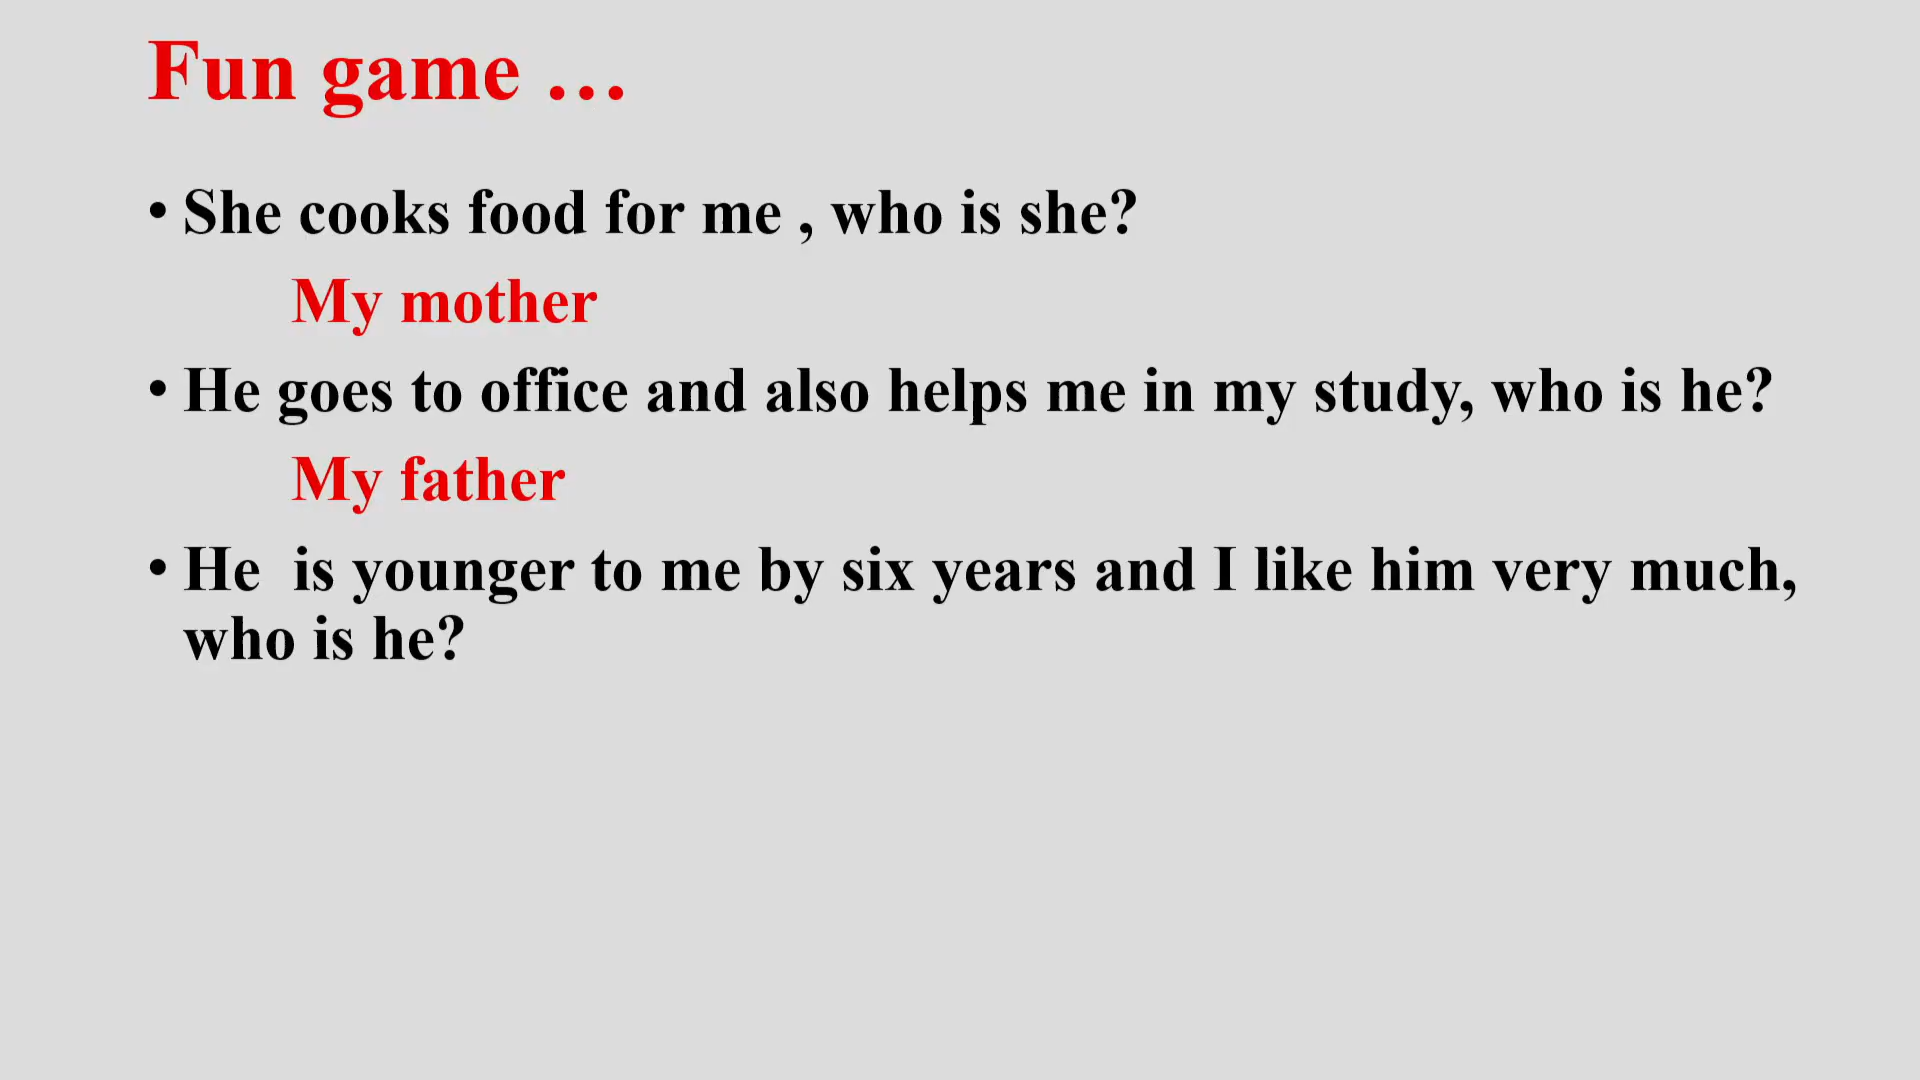 Fun game …
• She cooks food for me , who is she?
My mother
• He goes to office and also helps me in my study, who is he?
My father
• He  is younger to me by six years and I like him very much,
who is he?